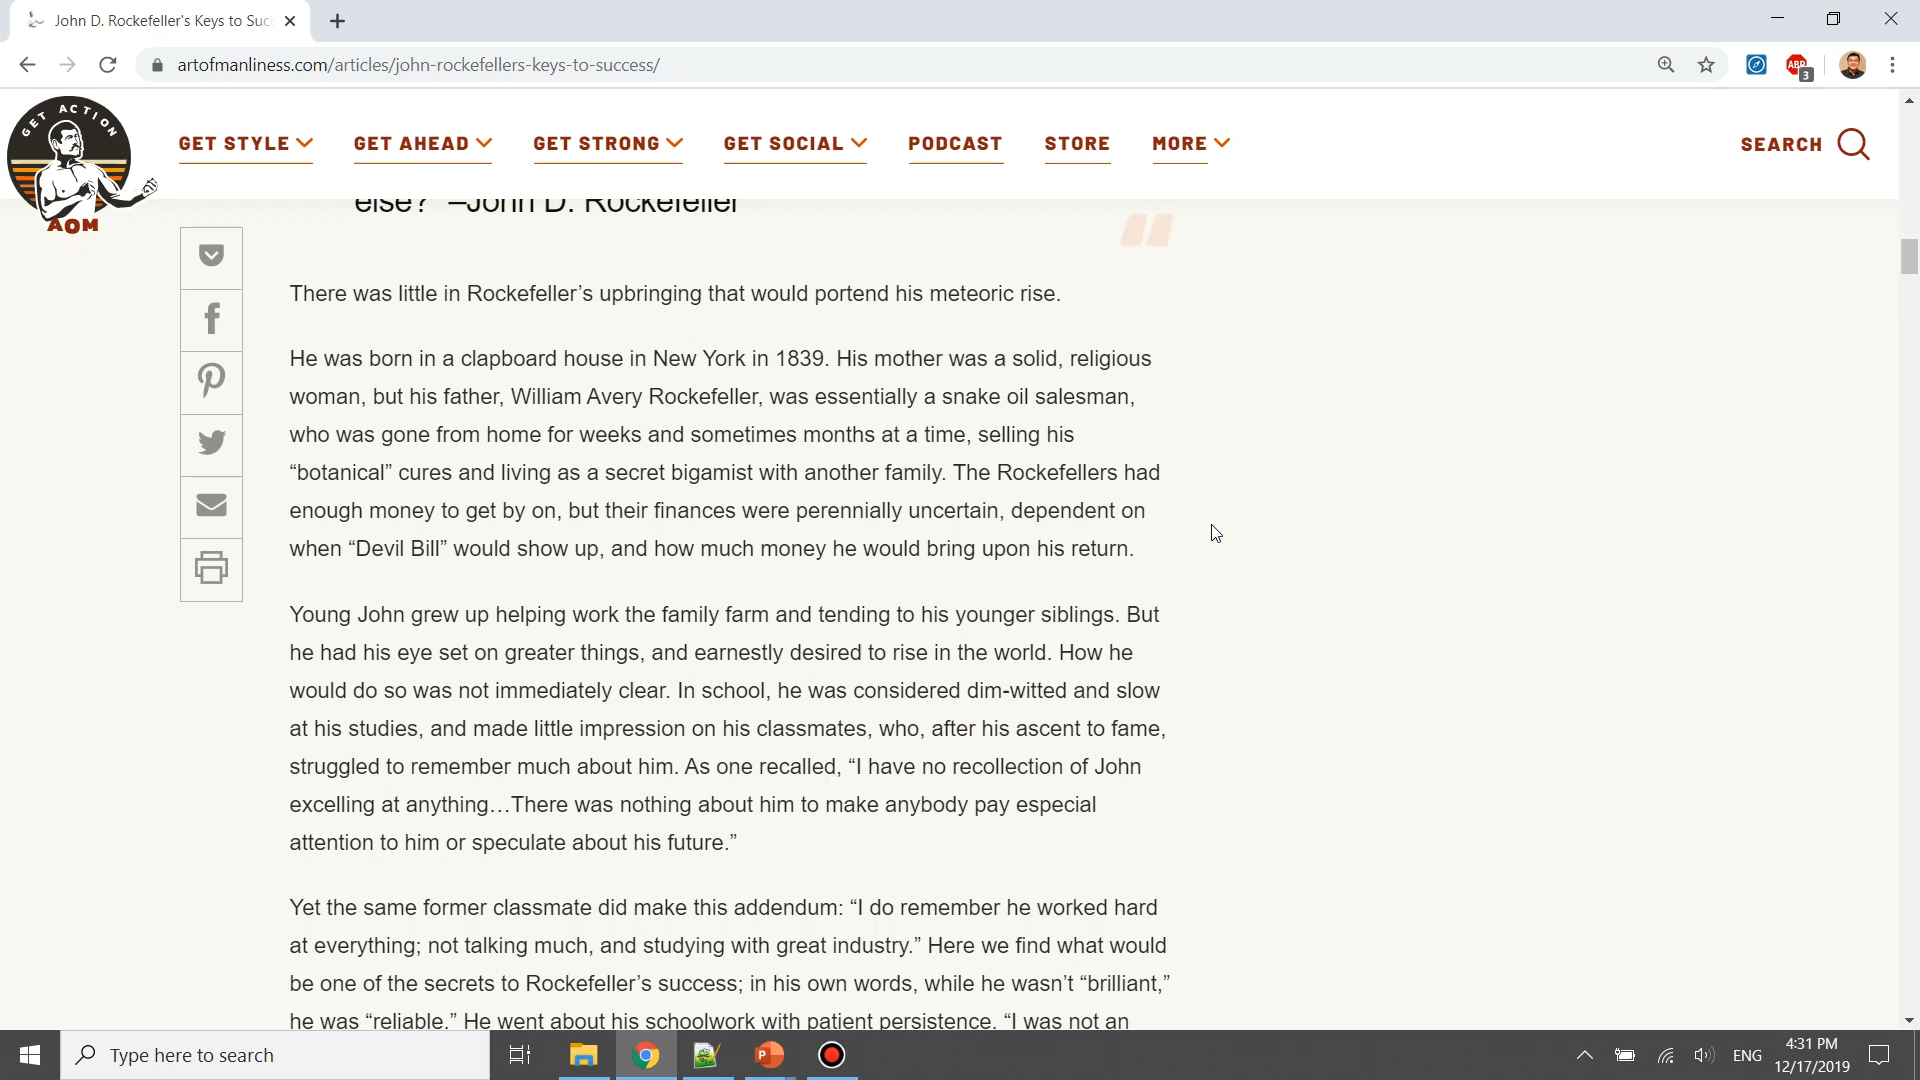 John D. Rockefeller's Keys to Suc
artofmanliness.com/articles/john-rockefellers-keys-to-success/
ABP
3
GET ACTION
AOM
GET STYLE
GET AHEAD
GET STRONG
GET SOCIAL
PODCAST
STORE
MORE
SEARCH
else?” –John D. Rockefeller
There was little in Rockefeller’s upbringing that would portend his meteoric rise.
He was born in a clapboard house in New York in 1839. His mother was a solid, religious
woman, but his father, William Avery Rockefeller, was essentially a snake oil salesman,
who was gone from home for weeks and sometimes months at a time, selling his
“botanical” cures and living as a secret bigamist with another family. The Rockefellers had
enough money to get by on, but their finances were perennially uncertain, dependent on
when “Devil Bill” would show up, and how much money he would bring upon his return.
Young John grew up helping work the family farm and tending to his younger siblings. But
he had his eye set on greater things, and earnestly desired to rise in the world. How he
would do so was not immediately clear. In school, he was considered dim-witted and slow
at his studies, and made little impression on his classmates, who, after his ascent to fame,
struggled to remember much about him. As one recalled, “I have no recollection of John
excelling at anything…There was nothing about him to make anybody pay especial
attention to him or speculate about his future.”
Yet the same former classmate did make this addendum: “I do remember he worked hard
at everything; not talking much, and studying with great industry.” Here we find what would
be one of the secrets to Rockefeller’s success; in his own words, while he wasn’t “brilliant,”
he was “reliable.” He went about his schoolwork with patient persistence. “I was not an
Type here to search
ENG
4:31 PM
12/17/2019